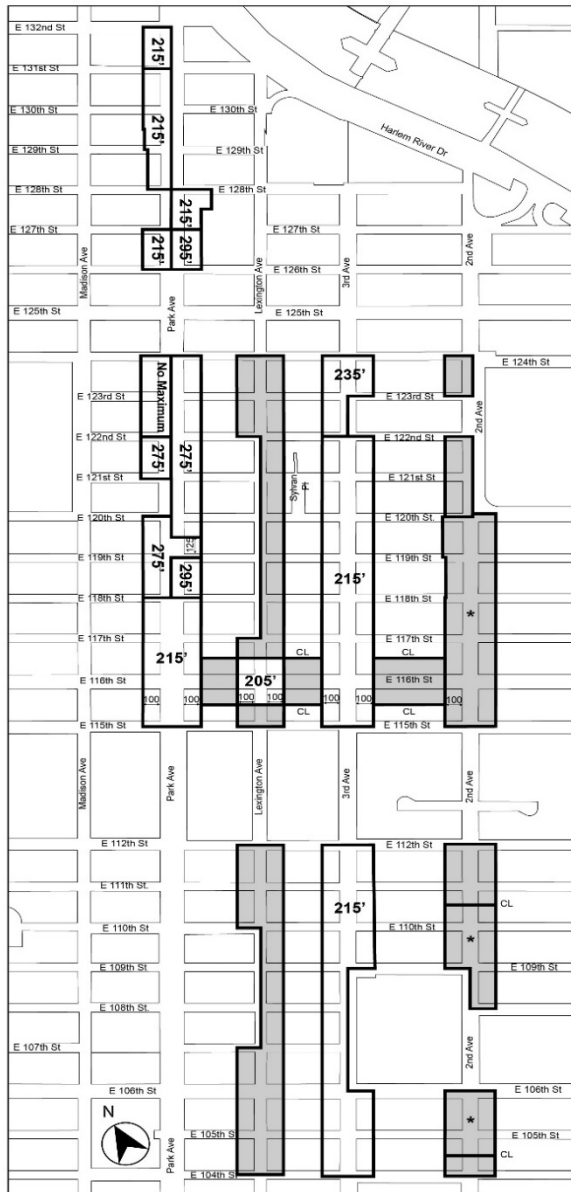 E 132nd St
215'
E 131st St
E 130th St
215'
E 130th St
Harlem River Dr
E 129th St
E 129th St
E 128th St
E 128th St
215'
E 127th St
E 127th St
215'
295'
Madison Ave
Park Ave
Lexington Ave
3rd Ave
2nd Ave
E 126th St
E 125th St
E 125th St
E 124th St
No Maximum
235'
E 123rd St
E 123rd St
275'
E 122nd St
E 122nd St
2nd Ave
275'
E 121st St
Sylvan Pl
E 121st St
E 120th St
E 120th St.
125
275'
E 119th St
E 119th St
295'
E 118th St
E 118th St
215'
*
E 117th St
E 117th St
215'
CL
CL
E 116th St
205'
E 116th St
100
100
100
100
100
100
100
100
CL
CL
E 115th St
E 115th St
Madison Ave
Park Ave
Lexington Ave
3rd Ave
2nd Ave
E 112th St
E 112th St
E 111th St.
215'
CL
E 110th St
E 110th St
*
E 109th St
E 109th St
E 108th St.
E 107th St
2nd Ave
E 106th St
E 106th St
N
*
E 105th St
E 105th St
Park Ave
CL
E 104th St